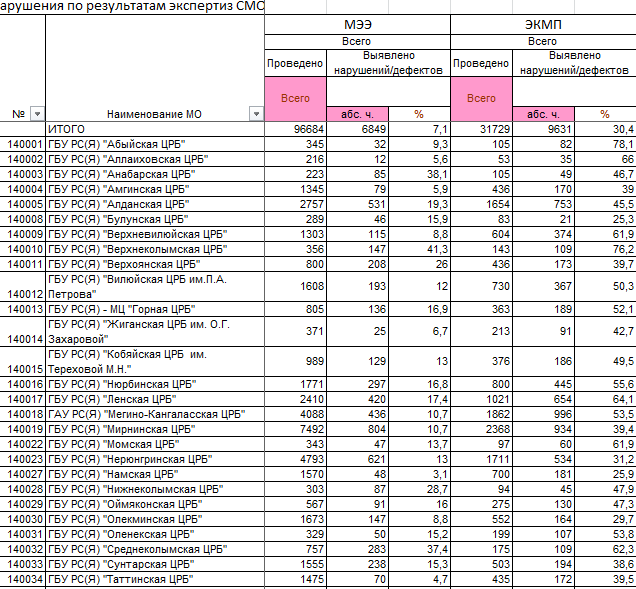 арушения по результатам экспертиз СМО
МЭЭ ЭКМП
Всего Всего
Проведено Выявлено нарушений/дефектов Проведено Выявлено нарушений/дефектов
Всего Всего
№ Наименование МО абс. ч. % абс. ч. %
ИТОГО 96684 6849 7,1 31729 9631 30,4
140001 ГБУ РС(Я) "Абыйская ЦРБ" 345 32 9,3 105 82 78,1
140002 ГБУ РС(Я) "Аллаиховская ЦРБ" 216 12 5,6 53 35 66
140003 ГБУ РС(Я) "Анабарская ЦРБ" 223 85 38,1 105 49 46,7
140004 ГБУ РС(Я) "Амгинская ЦРБ" 1345 79 5,9 436 170 39
140005 ГБУ РС(Я) "Алданская ЦРБ" 2757 531 19,3 1654 753 45,5
140008 ГБУ РС(Я) "Булунская ЦРБ" 289 46 15,9 83 21 25,3
140009 ГБУ РС(Я) "Верхневилюйская ЦРБ" 1303 115 8,8 604 374 61,9
140010 ГБУ РС(Я) "Верхнеколымская ЦРБ" 356 147 41,3 143 109 76,2
140011 ГБУ РС(Я) "Верхоянская ЦРБ" 800 208 26 436 173 39,7
140012 ГБУ РС(Я) "Вилюйская ЦРБ им.П.А. Петрова" 1608 193 12 730 367 50,3
140013 ГБУ РС(Я) - МЦ "Горная ЦРБ" 805 136 16,9 363 189 52,1
140014 ГБУ РС(Я) "Жиганская ЦРБ им. О.Г. Захаровой" 371 25 6,7 213 91 42,7
140015 ГБУ РС(Я) "Кобяйская ЦРБ им. Тереховой М.Н." 989 129 13 376 186 49,5
140016 ГБУ РС(Я) "Нюрбинская ЦРБ" 1771 297 16,8 800 445 55,6
140017 ГБУ РС(Я) "Ленская ЦРБ" 2410 420 17,4 1021 654 64,1
140018 ГАУ РС(Я) "Мегино-Кангаласская ЦРБ" 4088 436 10,7 1862 996 53,5
140019 ГБУ РС(Я) "Мирнинская ЦРБ" 7492 804 10,7 2368 934 39,4
140022 ГБУ РС(Я) "Момская ЦРБ" 343 47 13,7 97 60 61,9
140023 ГБУ РС(Я) "Нерюнгринская ЦРБ" 4793 621 13 1711 534 31,2
140027 ГБУ РС(Я) "Намская ЦРБ" 1570 48 3,1 700 181 25,9
140028 ГБУ РС(Я) "Нижнеколымская ЦРБ" 303 87 28,7 94 45 47,9
140029 ГБУ РС(Я) "Оймяконская ЦРБ" 567 91 16 275 130 47,3
140030 ГБУ РС(Я) "Олекминская ЦРБ" 1673 147 8,8 552 164 29,7
140031 ГБУ РС(Я) "Оленекская ЦРБ" 329 50 15,2 199 107 53,8
140032 ГБУ РС(Я) "Среднеколымская ЦРБ" 757 283 37,4 175 109 62,3
140033 ГБУ РС(Я) "Сунтарская ЦРБ" 1555 238 15,3 503 194 38,6
140034 ГБУ РС(Я) "Таттинская ЦРБ" 1475 70 4,7 435 172 39,5